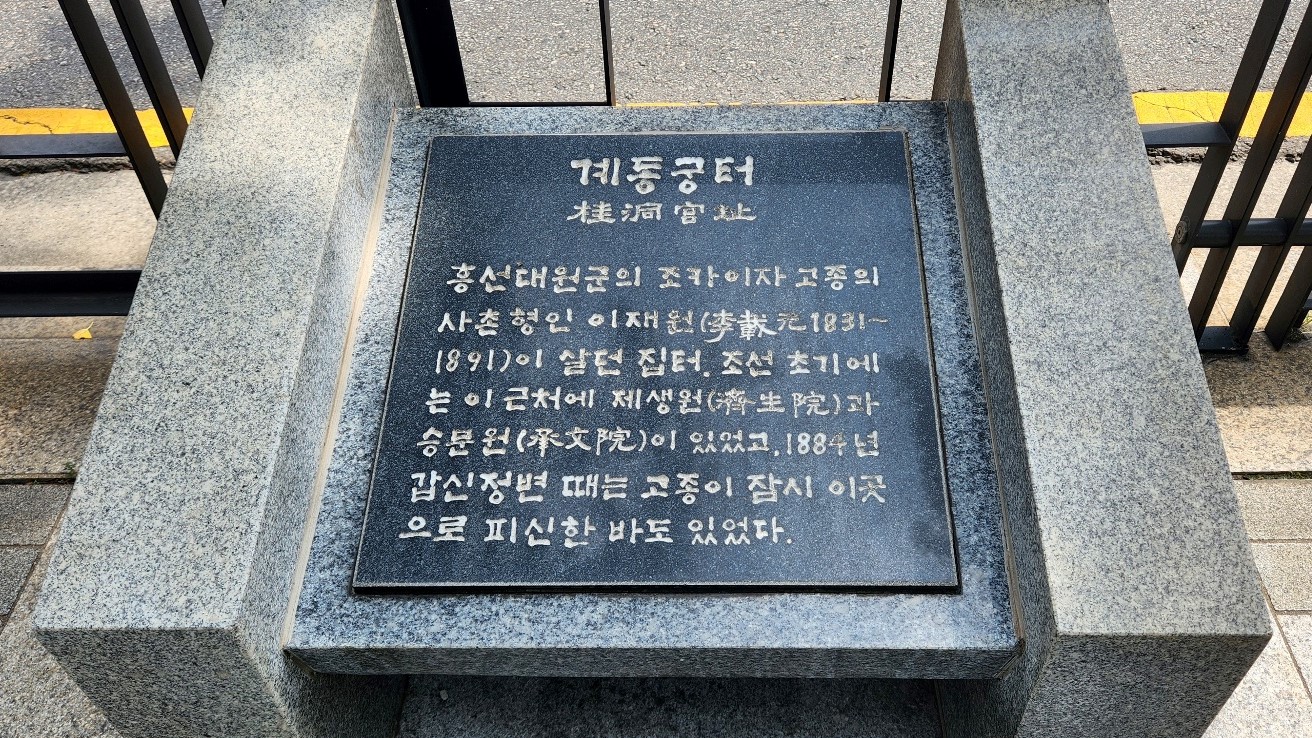 계동궁터
桂洞宮址
흥선대원군의 조카이자 고종의
사촌형인 이재원(李載元 1831~
1891)이 살던 집터. 조선 초기에
는 이 근처에 제생원(濟生院)과
승문원(承文院)이 있었고, 1884년
갑신정변 때는 고종이 잠시 이곳
으로 피신한 바도 있었다.